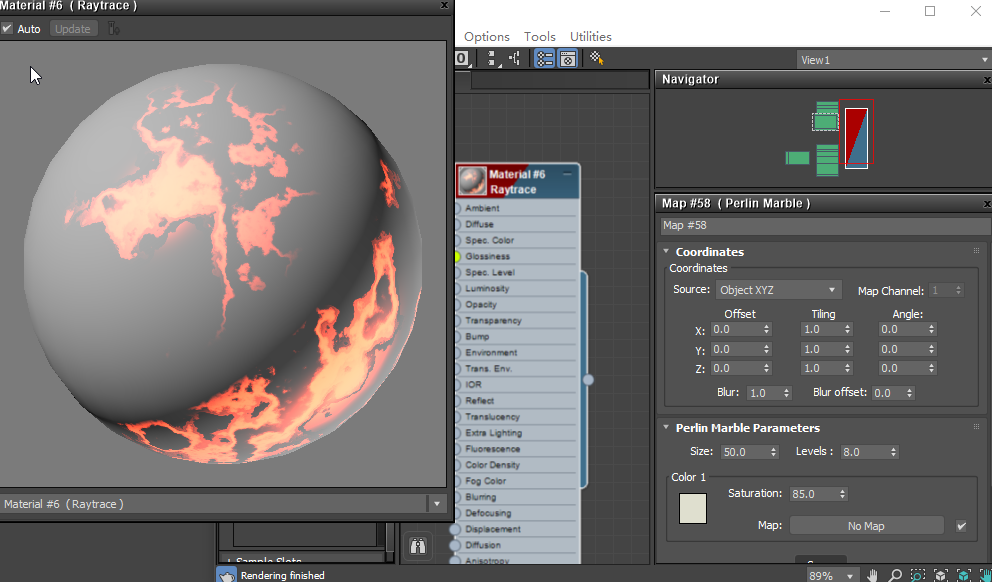 Material #6 ( Raytrace )
Auto
Update
Options Tools Utilities
0
View1
Navigator
Material #6
Raytrace
Ambient
Diffuse
Spec. Color
Glossiness
Spec. Level
Luminosity
Opacity
Transparency
Bump
Environment
Trans. Env.
IOR
Reflect
Translucency
Extra Lighting
Fluorescence
Color Density
Fog Color
Blurring
Defocusing
Displacement
Diffusion
Anisotropy
Map #58 ( Perlin Marble )
Map #58
Coordinates
Coordinates
Source: Object XYZ Map Channel: 1
Offset Tiling Angle:
X: 0.0 1.0 0.0
Y: 0.0 1.0 0.0
Z: 0.0 1.0 0.0
Blur: 1.0 Blur offset: 0.0
Perlin Marble Parameters
Size: 50.0 Levels : 8.0
Color 1
Saturation: 85.0
Map: No Map
Material #6 ( Raytrace )
Sample Slots
Rendering finished
89%